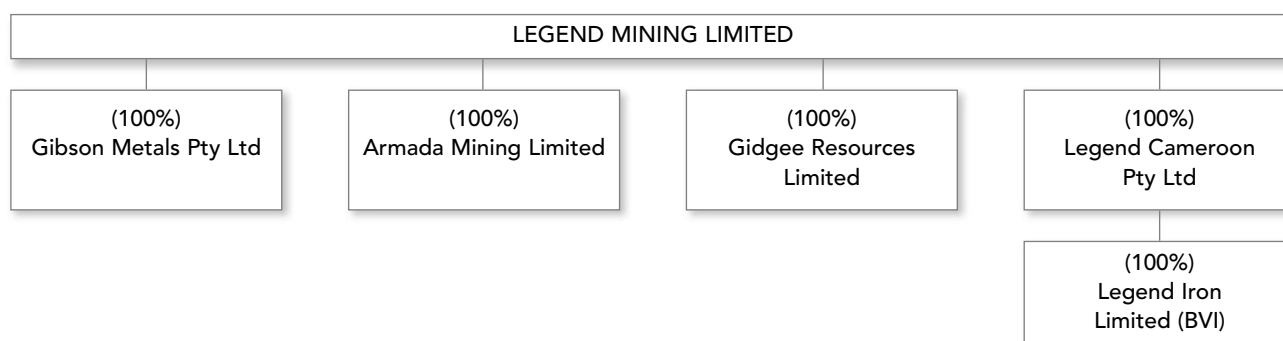 LEGEND MINING LIMITED
(100%)
Gibson Metals Pty Ltd
(100%)
Armada Mining Limited
(100%)
Gidgee Resources
Limited
(100%)
Legend Cameroon
Pty Ltd
(100%)
Legend Iron
Limited (BVI)